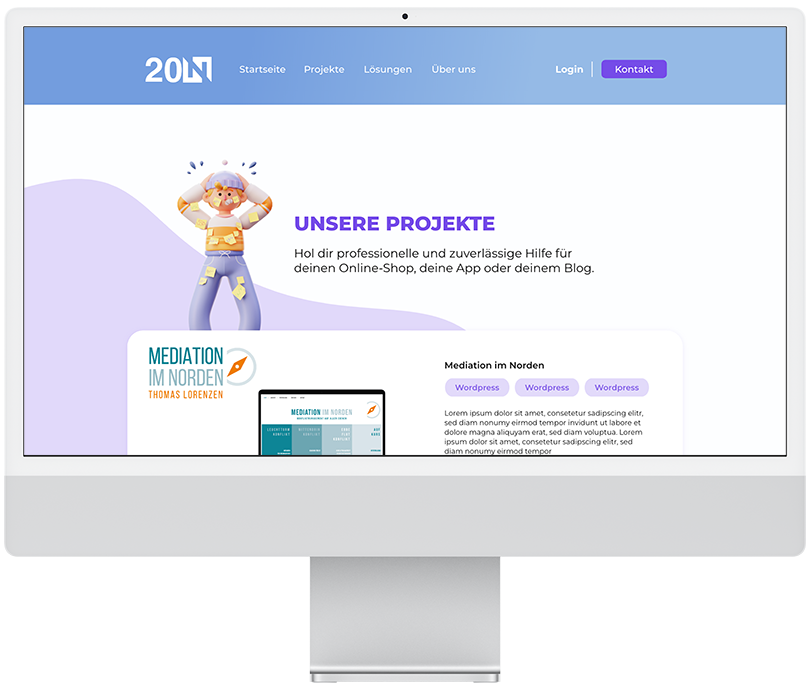 20N
Startseite Projekte Lösungen Über uns Login Kontakt
UNSERE PROJEKTE
Hol dir professionelle und zuverlässige Hilfe für
deinen Online-Shop, deine App oder deinem Blog.
MEDIATION
IM NORDEN
THOMAS LORENZEN
MEDIATION IM NORDEN
Mediation im Norden
Wordpress Wordpress Wordpress
Lorem ipsum dolor sit amet, consetetur sadipscing elitr,
sed diam nonumy eirmod tempor invidunt ut labore et
dolore magna aliquyam erat, sed diam voluptua. Lorem
ipsum dolor sit amet, consetetur sadipscing elitr, sed
diam nonumy eirmod tempor